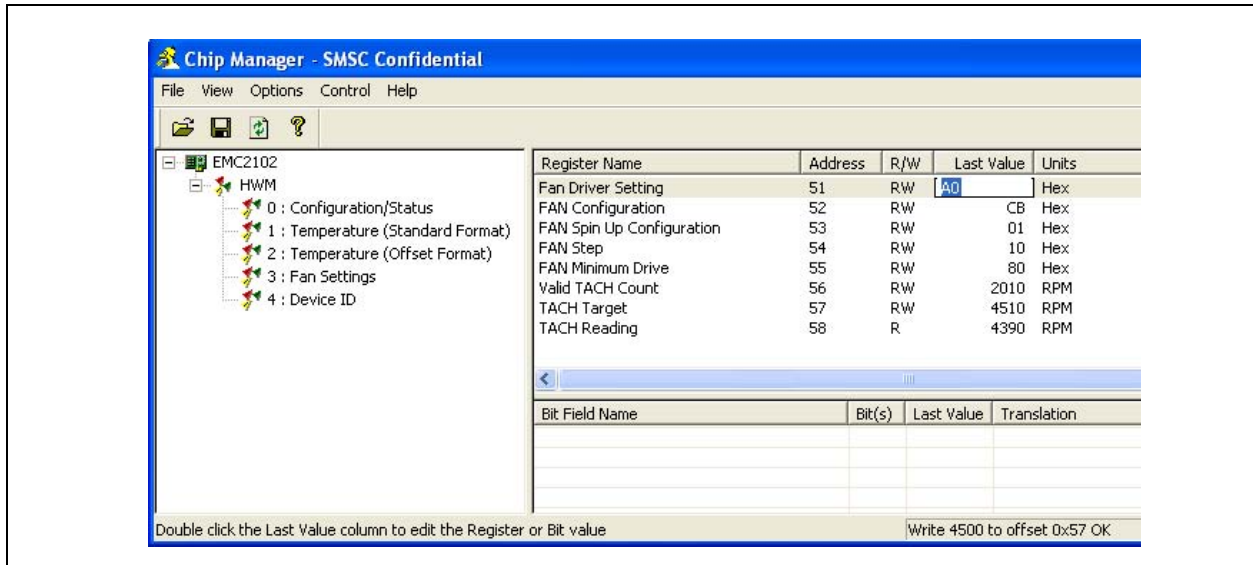 Chip Manager - SMSC Confidential
File View Options Control Help
EMC2102
HWM
0 : Configuration/Status
1 : Temperature (Standard Format)
2 : Temperature (Offset Format)
3 : Fan Settings
4 : Device ID
Register Name Address R/W Last Value Units
Fan Driver Setting 51 RW A0 Hex
FAN Configuration 52 RW CB Hex
FAN Spin Up Configuration 53 RW 01 Hex
FAN Step 54 RW 10 Hex
FAN Minimum Drive 55 RW 80 Hex
Valid TACH Count 56 RW 2010 RPM
TACH Target 57 RW 4510 RPM
TACH Reading 58 R 4390 RPM
Bit Field Name Bit(s) Last Value Translation
Double click the Last Value column to edit the Register or Bit value Write 4500 to offset 0x57 OK